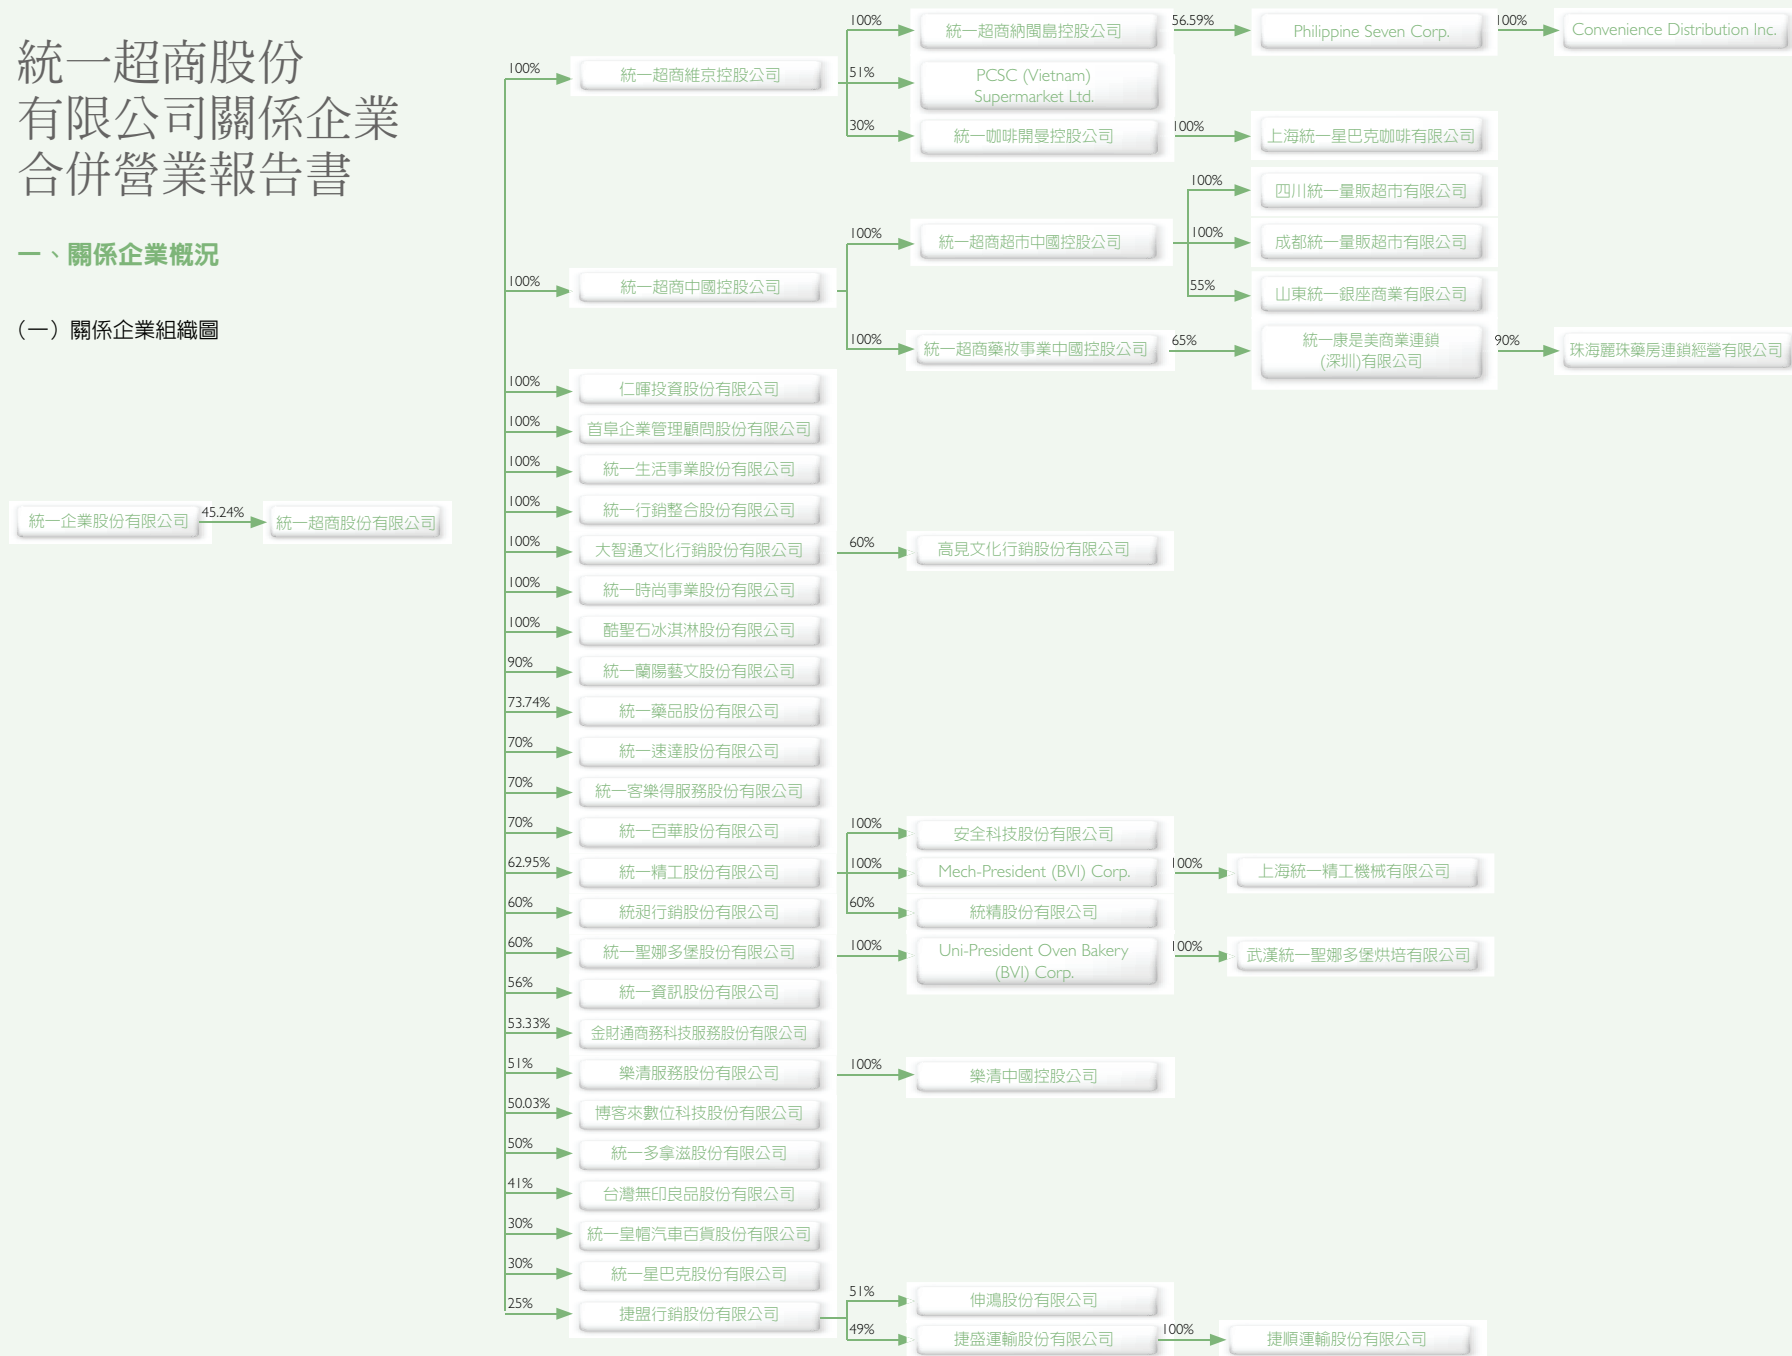 統一超商股份
有限公司關係企業
合併營業報告書
一、關係企業概況
（一）關係企業組織圖
統一企業股份有限公司
45.24%
統一超商股份有限公司
100%
統一超商維京控股公司
100%
統一超商納閩島控股公司
56.59%
Philippine Seven Corp.
100%
Convenience Distribution Inc.
51%
PCSC (Vietnam)
Supermarket Ltd.
30%
統一咖啡開曼控股公司
100%
上海統一星巴克咖啡有限公司
100%
統一超商中國控股公司
100%
統一超商超市中國控股公司
100%
四川統一量販超市有限公司
100%
成都統一量販超市有限公司
55%
山東統一銀座商業有限公司
100%
統一超商藥妝事業中國控股公司
65%
統一康是美商業連鎖
(深圳)有限公司
90%
珠海麗珠藥房連鎖經營有限公司
100%
仁暉投資股份有限公司
100%
首阜企業管理顧問股份有限公司
100%
統一生活事業股份有限公司
100%
統一行銷整合股份有限公司
100%
大智通文化行銷股份有限公司
60%
高見文化行銷股份有限公司
100%
統一時尚事業股份有限公司
100%
酷聖石冰淇淋股份有限公司
90%
統一蘭陽藝文股份有限公司
73.74%
統一藥品股份有限公司
70%
統一速達股份有限公司
70%
統一客樂得服務股份有限公司
70%
統一百華股份有限公司
62.95%
統一精工股份有限公司
100%
安全科技股份有限公司
100%
Mech-President (BVI) Corp.
100%
上海統一精工機械有限公司
60%
統精股份有限公司
60%
統昶行銷股份有限公司
60%
統一聖娜多堡股份有限公司
100%
Uni-President Oven Bakery
(BVI) Corp.
100%
武漢統一聖娜多堡烘培有限公司
56%
統一資訊股份有限公司
53.33%
金財通商務科技服務股份有限公司
51%
樂清服務股份有限公司
100%
樂清中國控股公司
50.03%
博客來數位科技股份有限公司
50%
統一多拿滋股份有限公司
41%
台灣無印良品股份有限公司
30%
統一皇帽汽車百貨股份有限公司
30%
統一星巴克股份有限公司
25%
捷盟行銷股份有限公司
51%
伸鴻股份有限公司
49%
捷盛運輸股份有限公司
100%
捷順運輸股份有限公司